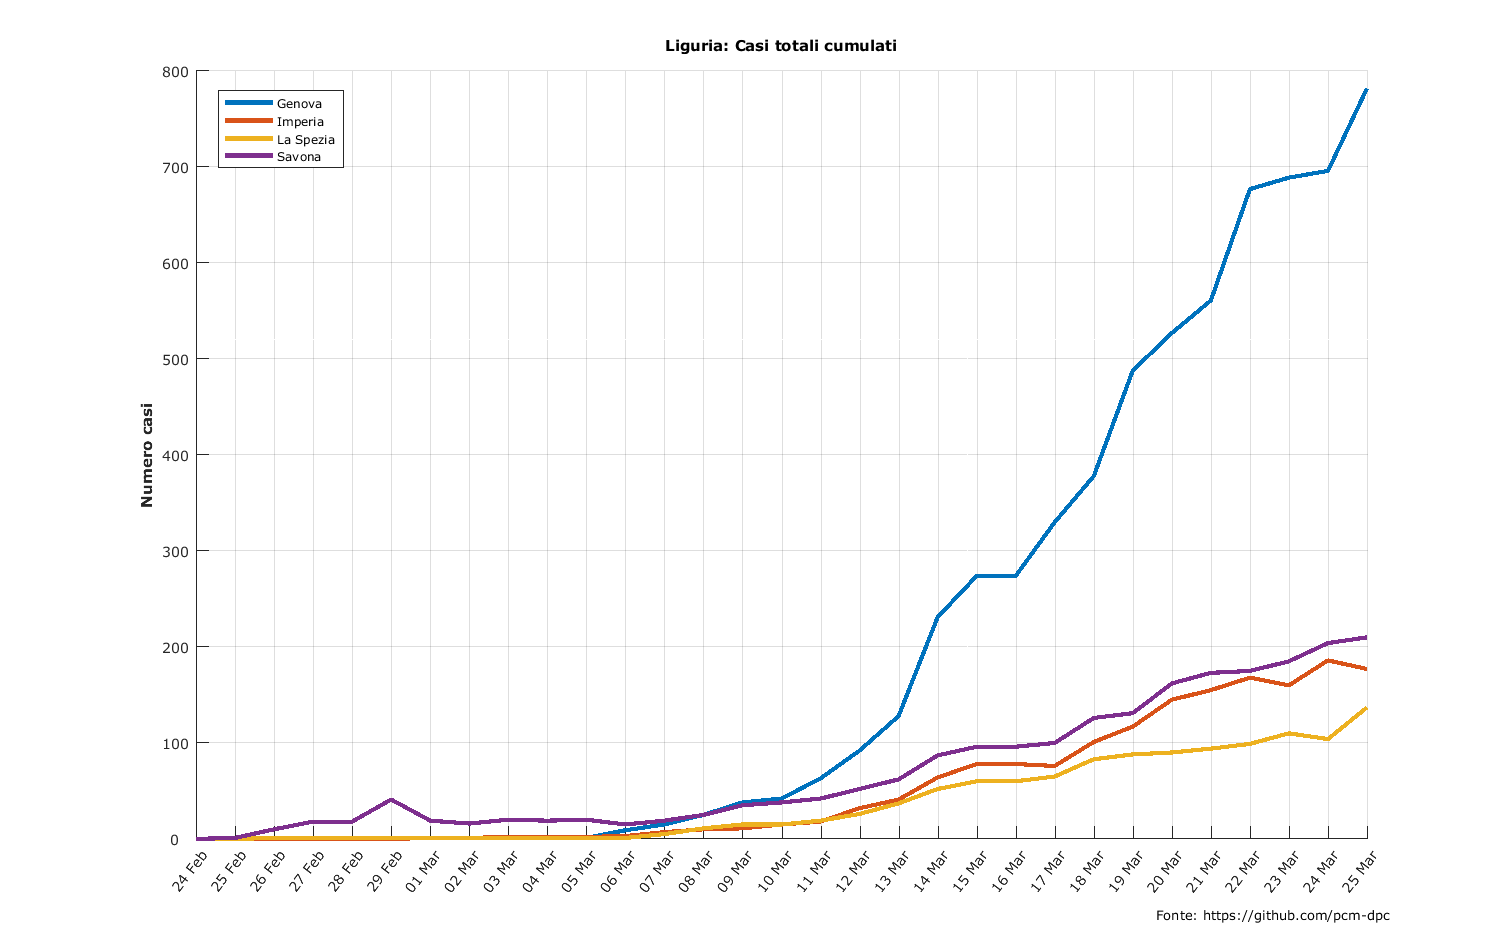 Liguria: Casi totali cumulati
800
700
600
500
400
300
200
100
0
Numero casi
Genova
Imperia
La Spezia
Savona
24 Feb
25 Feb
26 Feb
27 Feb
28 Feb
29 Feb
01 Mar
02 Mar
03 Mar
04 Mar
05 Mar
06 Mar
07 Mar
08 Mar
09 Mar
10 Mar
11 Mar
12 Mar
13 Mar
14 Mar
15 Mar
16 Mar
17 Mar
18 Mar
19 Mar
20 Mar
21 Mar
22 Mar
23 Mar
24 Mar
25 Mar
Fonte: https://github.com/pcm-dpc